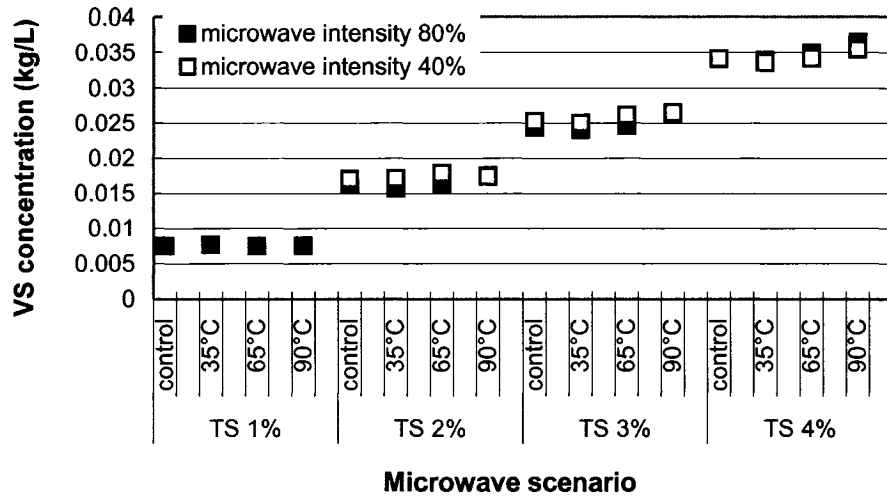 VS concentration (kg/L)
0.04
0.035
0.03
0.025
0.02
0.015
0.01
0.005
0
microwave intensity 80%
microwave intensity 40%
control 35°C 65°C 90°C control 35°C 65°C 90°C control 35°C 65°C 90°C control 35°C 65°C 90°C
TS 1% TS 2% TS 3% TS 4%
Microwave scenario